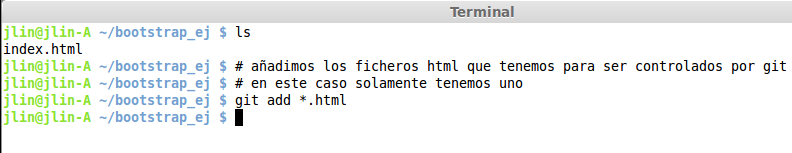 Terminal
jlin@jlin-A ~/bootstrap_ej $ ls
index.html
jlin@jlin-A ~/bootstrap_ej $ # añadimos los ficheros html que tenemos para ser controlados por git
jlin@jlin-A ~/bootstrap_ej $ # en este caso solamente tenemos uno
jlin@jlin-A ~/bootstrap_ej $ git add *.html
jlin@jlin-A ~/bootstrap_ej $